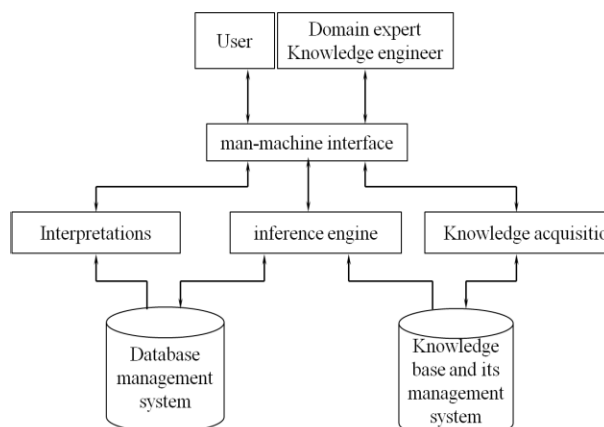 User
Domain expert
Knowledge engineer
man-machine interface
Interpretations
inference engine
Knowledge acquisitio
Database
management
system
Knowledge
base and its
management
system